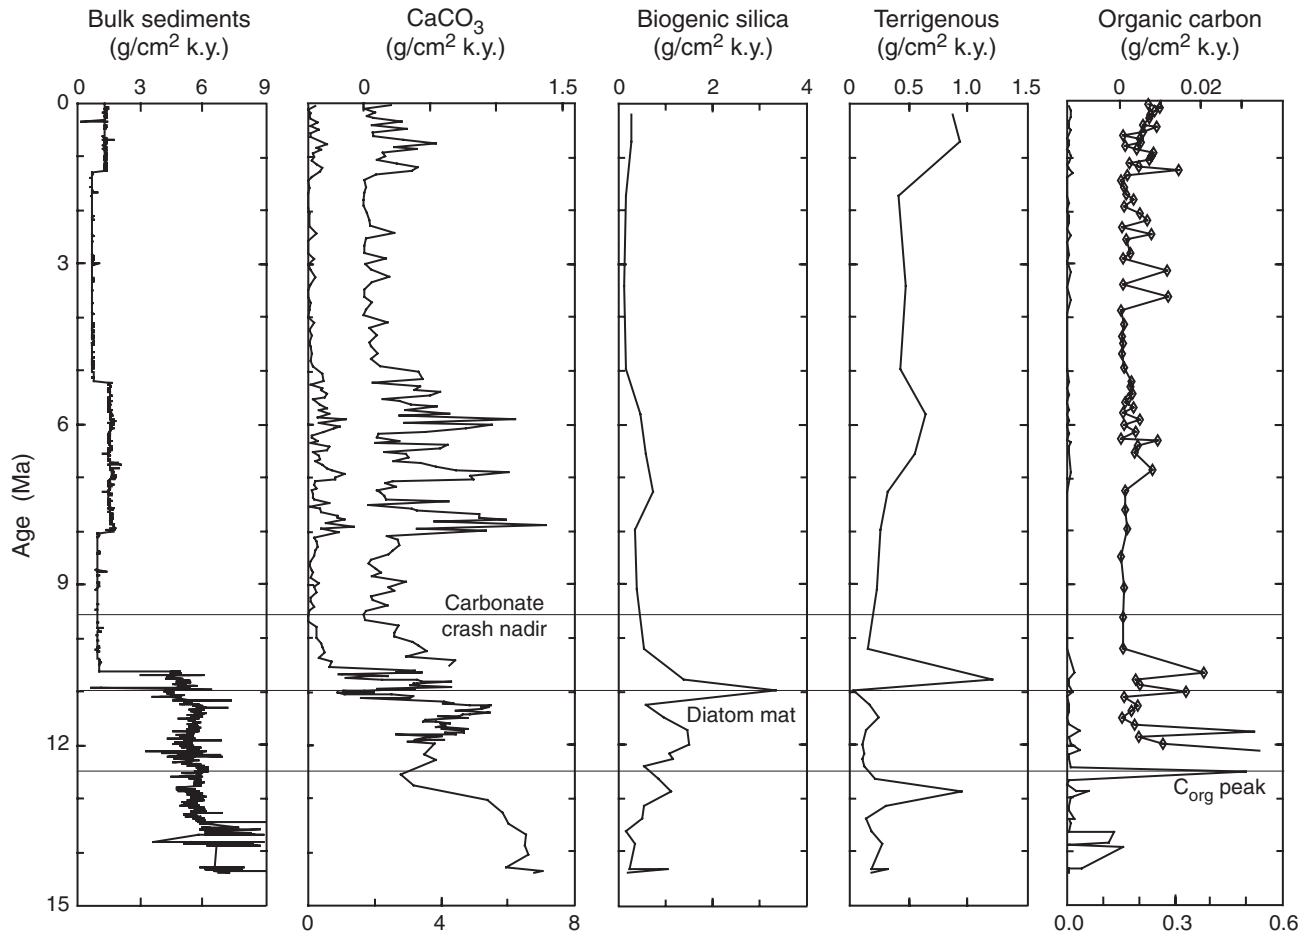 Bulk sediments CaCO3 Biogenic silica Terrigenous Organic carbon
(g/cm2 k.y.) (g/cm2 k.y.) (g/cm2 k.y.) (g/cm2 k.y.) (g/cm2 k.y.)
0 3 6 9 0 1.5 0 2 4 0 0.5 1.0 1.5 0 0.02
0
3
6
Age (Ma)
9
Carbonate
crash nadir
Diatom mat
12
Corg peak
15
0 4 8 0.0 0.3 0.6